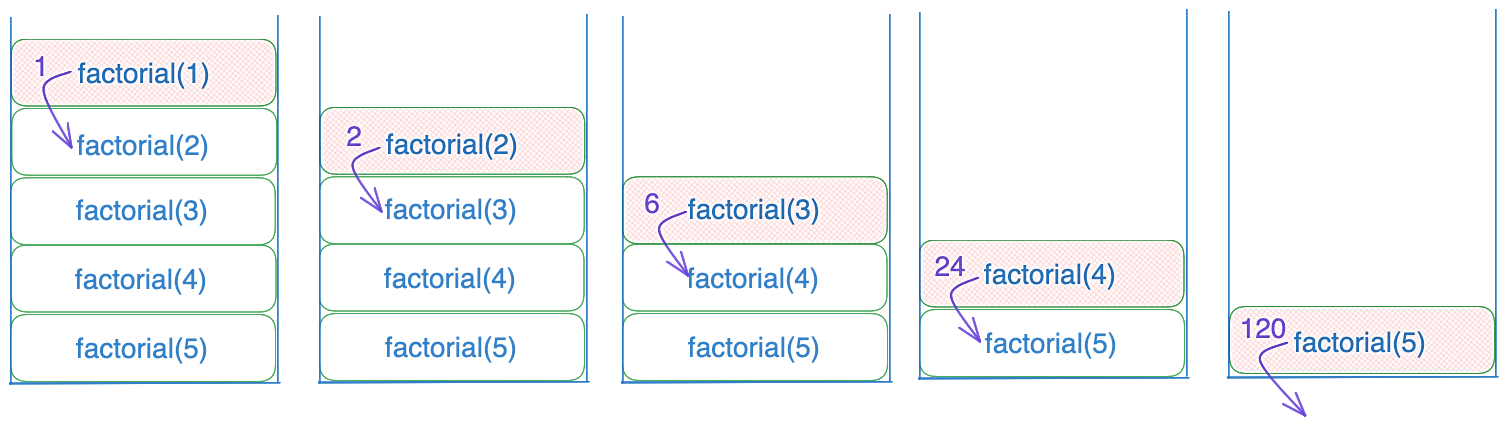 1
factorial(1)
factorial(2)
factorial(3)
factorial(4)
factorial(5)
2
factorial(2)
factorial(3)
factorial(4)
factorial(5)
6
factorial(3)
factorial(4)
factorial(5)
24
factorial(4)
factorial(5)
120
factorial(5)